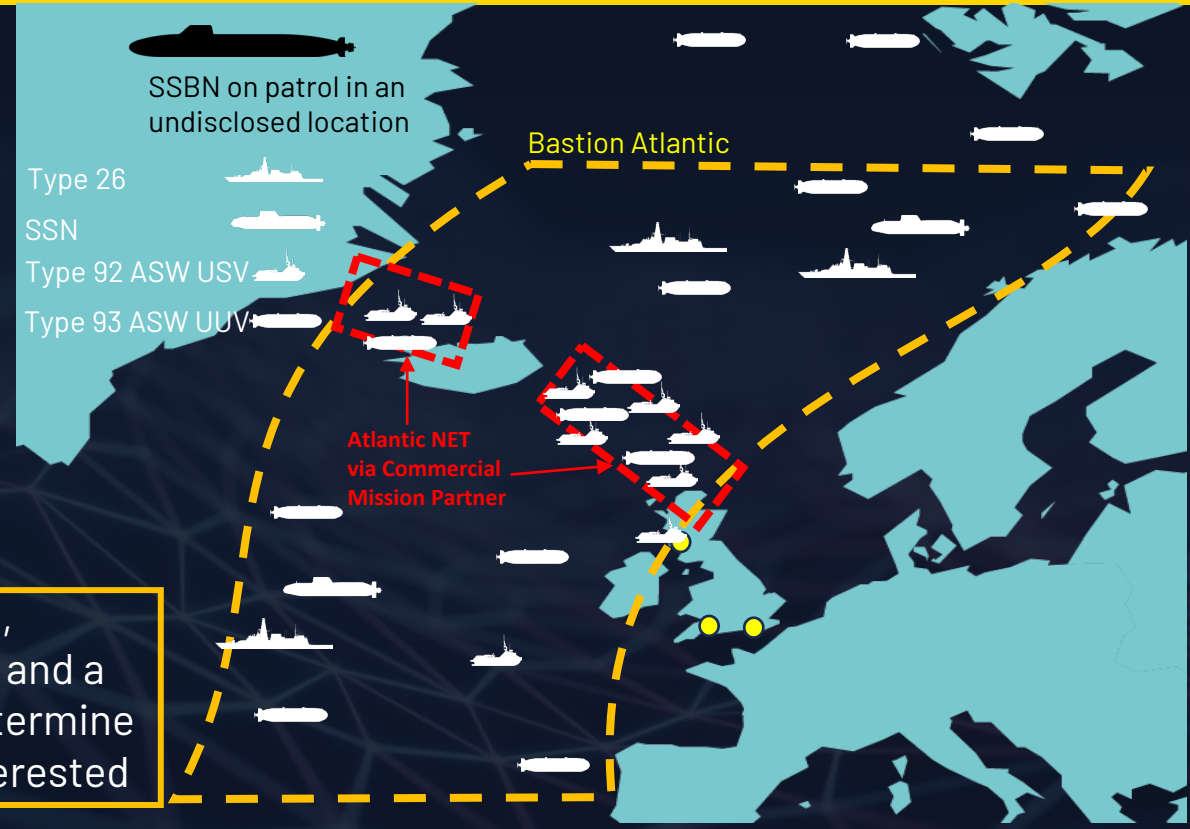 SSBN on patrol in an
undisclosed location
Bastion Atlantic
Type 26
SSN
Type 92 ASW USV
Type 93 ASW UUV
Atlantic NET
via Commercial
Mission Partner
,
and a
termine
erested